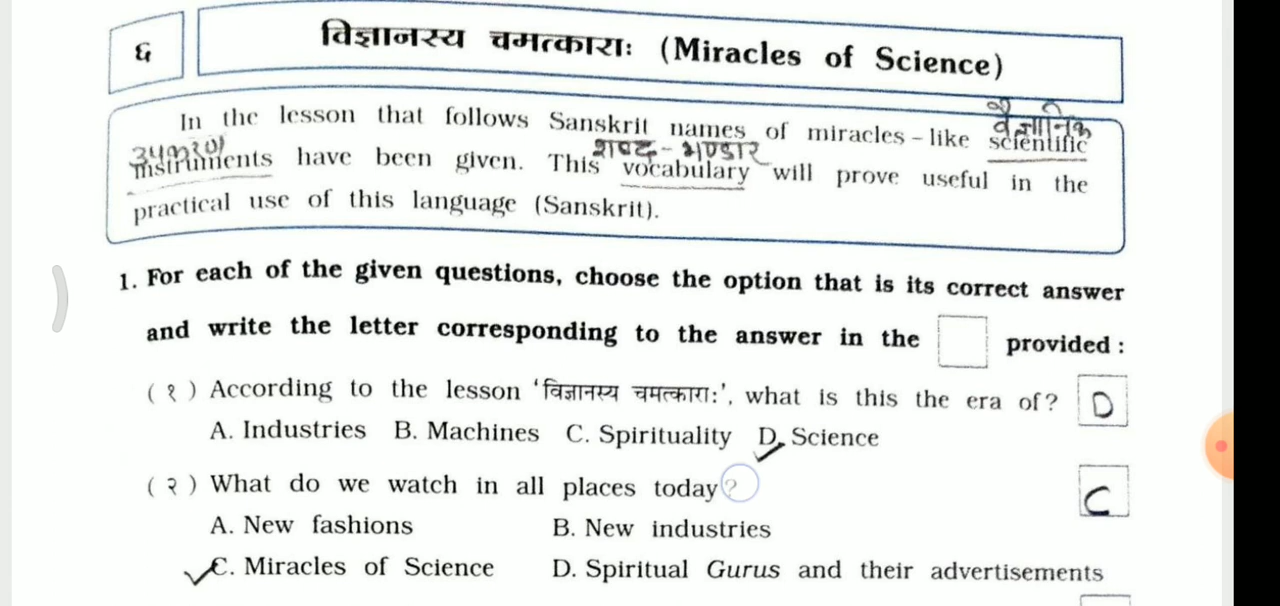 ६
विज्ञानस्य चमत्काराः (Miracles of Science)
वैज्ञानिक
In the lesson that follows Sanskrit names of miracles – like scientific
उपकरण शब्द - भण्डार
instruments have been given. This vocabulary will prove useful in the
practical use of this language (Sanskrit).
1. For each of the given questions, choose the option that is its correct answer
and write the letter corresponding to the answer in the provided :
( १ ) According to the lesson ‘विज्ञानस्य चमत्काराः’, what is this the era of? D
A. Industries B. Machines C. Spirituality D. Science
( २ ) What do we watch in all places today? C
A. New fashions B. New industries
C. Miracles of Science D. Spiritual Gurus and their advertisements